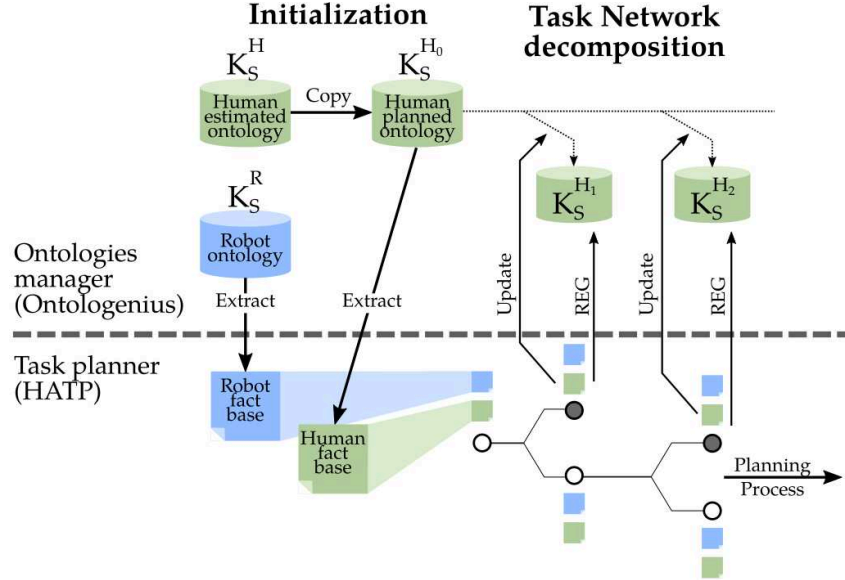 Initialization
Task Network
decomposition
K_S^H
K_S^{H_0}
Human
estimated
ontology
Copy
Human
planned
ontology
K_S^{H_1}
K_S^{H_2}
K_S^R
Robot
ontology
Ontologies
manager
(Ontologenius)
Extract
Extract
Update
REG
Update
REG
Task planner
(HATP)
Robot
fact
base
Human
fact
base
Planning
Process